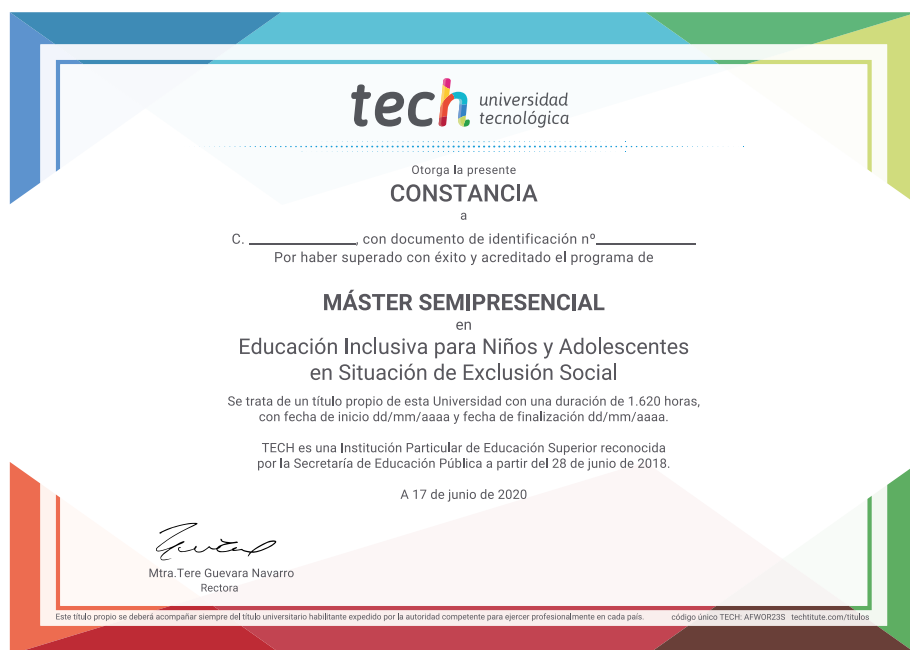 tech universidad
tecnológica
Otorga la presente
CONSTANCIA
a
C. ____________, con documento de identificación nº____________
Por haber superado con éxito y acreditado el programa de
MÁSTER SEMIPRESENCIAL
en
Educación Inclusiva para Niños y Adolescentes
en Situación de Exclusión Social
Se trata de un título propio de esta Universidad con una duración de 1.620 horas,
con fecha de inicio dd/mm/aaaa y fecha de finalización dd/mm/aaaa.
TECH es una Institución Particular de Educación Superior reconocida
por la Secretaría de Educación Pública a partir del 28 de junio de 2018.
A 17 de junio de 2020
Mtra.Tere Guevara Navarro
Rectora
Este título propio se deberá acompañar siempre del título universitario habilitante expedido por la autoridad competente para ejercer profesionalmente en cada país. código único TECH: AFWOR23S techtitute.com/titulos